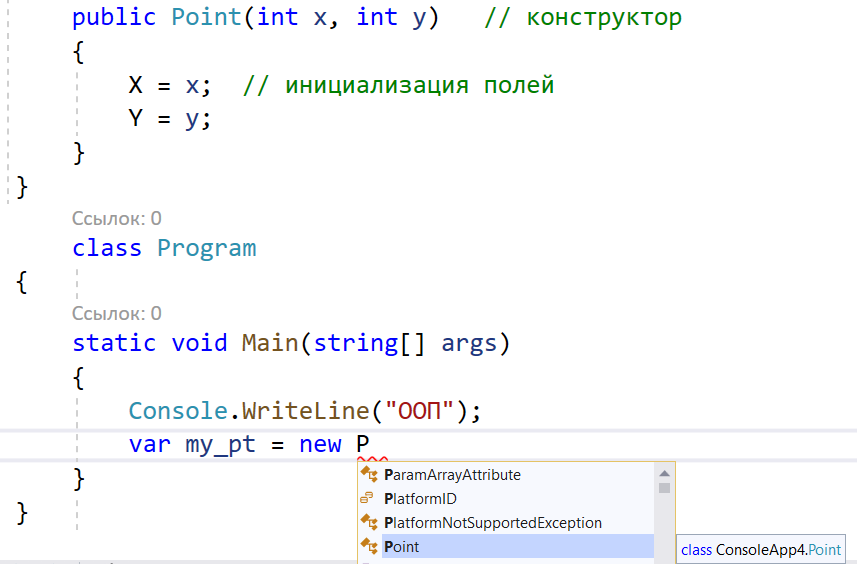 public Point(int x, int y)   // конструктор
{
X = x;  // инициализация полей
Y = y;
}
}
Ссылок: 0
class Program
{
Ссылок: 0
static void Main(string[] args)
{
Console.WriteLine("ООП");
var my_pt = new P
}
}
ParamArrayAttribute
PlatformID
PlatformNotSupportedException
Point
class ConsoleApp4.Point